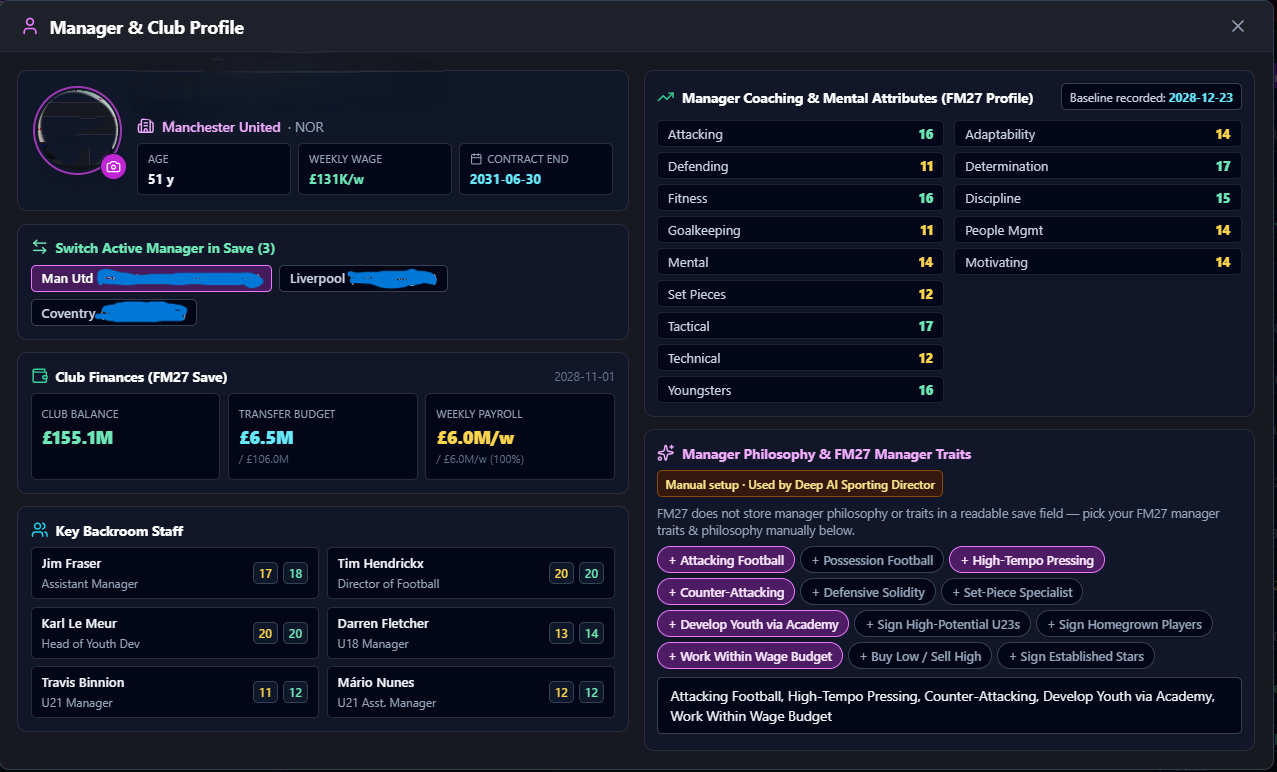 Manager & Club Profile
Manchester United · NOR
AGE
51 y
WEEKLY WAGE
£131K/w
CONTRACT END
2031-06-30
Switch Active Manager in Save (3)
Man Utd
Liverpool
Coventry
Club Finances (FM27 Save)
2028-11-01
CLUB BALANCE
£155.1M
TRANSFER BUDGET
£6.5M
/ £106.0M
WEEKLY PAYROLL
£6.0M/w
/ £6.0M/w (100%)
Key Backroom Staff
Jim Fraser
Assistant Manager
17 18
Tim Hendrickx
Director of Football
20 20
Karl Le Meur
Head of Youth Dev
20 20
Darren Fletcher
U18 Manager
13 14
Travis Binnion
U21 Manager
11 12
Mário Nunes
U21 Asst. Manager
12 12
Manager Coaching & Mental Attributes (FM27 Profile)
Baseline recorded: 2028-12-23
Attacking 16
Defending 11
Fitness 16
Goalkeeping 11
Mental 14
Set Pieces 12
Tactical 17
Technical 12
Youngsters 16
Adaptability 14
Determination 17
Discipline 15
People Mgmt 14
Motivating 14
Manager Philosophy & FM27 Manager Traits
Manual setup · Used by Deep AI Sporting Director
FM27 does not store manager philosophy or traits in a readable save field — pick your FM27 manager
traits & philosophy manually below.
+ Attacking Football + Possession Football + High-Tempo Pressing
+ Counter-Attacking + Defensive Solidity + Set-Piece Specialist
+ Develop Youth via Academy + Sign High-Potential U23s + Sign Homegrown Players
+ Work Within Wage Budget + Buy Low / Sell High + Sign Established Stars
Attacking Football, High-Tempo Pressing, Counter-Attacking, Develop Youth via Academy,
Work Within Wage Budget